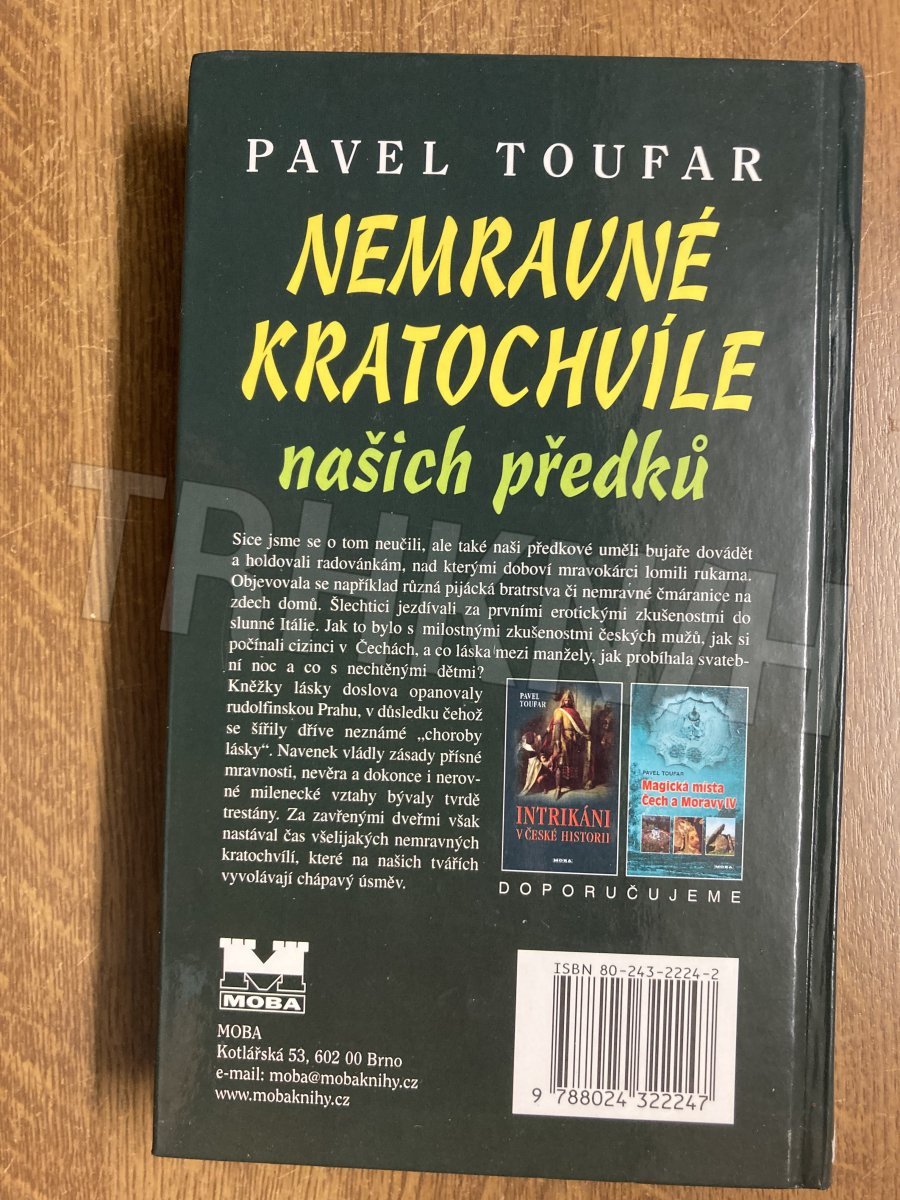 PAVEL TOUFAR
NEMRAVNÉ
KRATOCHVÍLE
našich předků
Sice jsme se o tom neučili, ale také naši předkové uměli bujaře dovádět
a holdovali radovánkám, nad kterými doboví mravokárci lomili rukama.
Objevovala se například různá pijácká bratrstva či nemravné čmáranice na
zdech domů. Šlechtici jezdívali za prvními erotickými zkušenostmi do
slunné Itálie. Jak to bylo s milostnými zkušenostmi českých mužů, jak si
počínali cizinci v Čechách, a co láska mezi manžely, jak probíhala svateb-
ní noc a co s nechtěnými dětmi?
Kněžky lásky doslova opanovaly
rudolfinskou Prahu, v důsledku čehož
se šířily dříve neznámé „choroby
lásky“. Navenek vládly zásady přísné
mravnosti, nevěra a dokonce i nerov-
né milenecké vztahy bývaly tvrdě
trestány. Za zavřenými dveřmi však
nastával čas všelijakých nemravných
kratochvílí, které na našich tvářích
vyvolávají chápavý úsměv.
PAVEL
TOUFAR
INTRIKÁNI
V ČESKÉ HISTORII
MOBA
PAVEL TOUFAR
Magická místa
Čech a Moravy IV
MOBA
DOPORUČUJEME
MOBA
MOBA
Kotlářská 53, 602 00 Brno
e-mail: moba@mobaknihy.cz
www.mobaknihy.cz
ISBN 80-243-2224-2
9 788024 322247
TRHKNIH